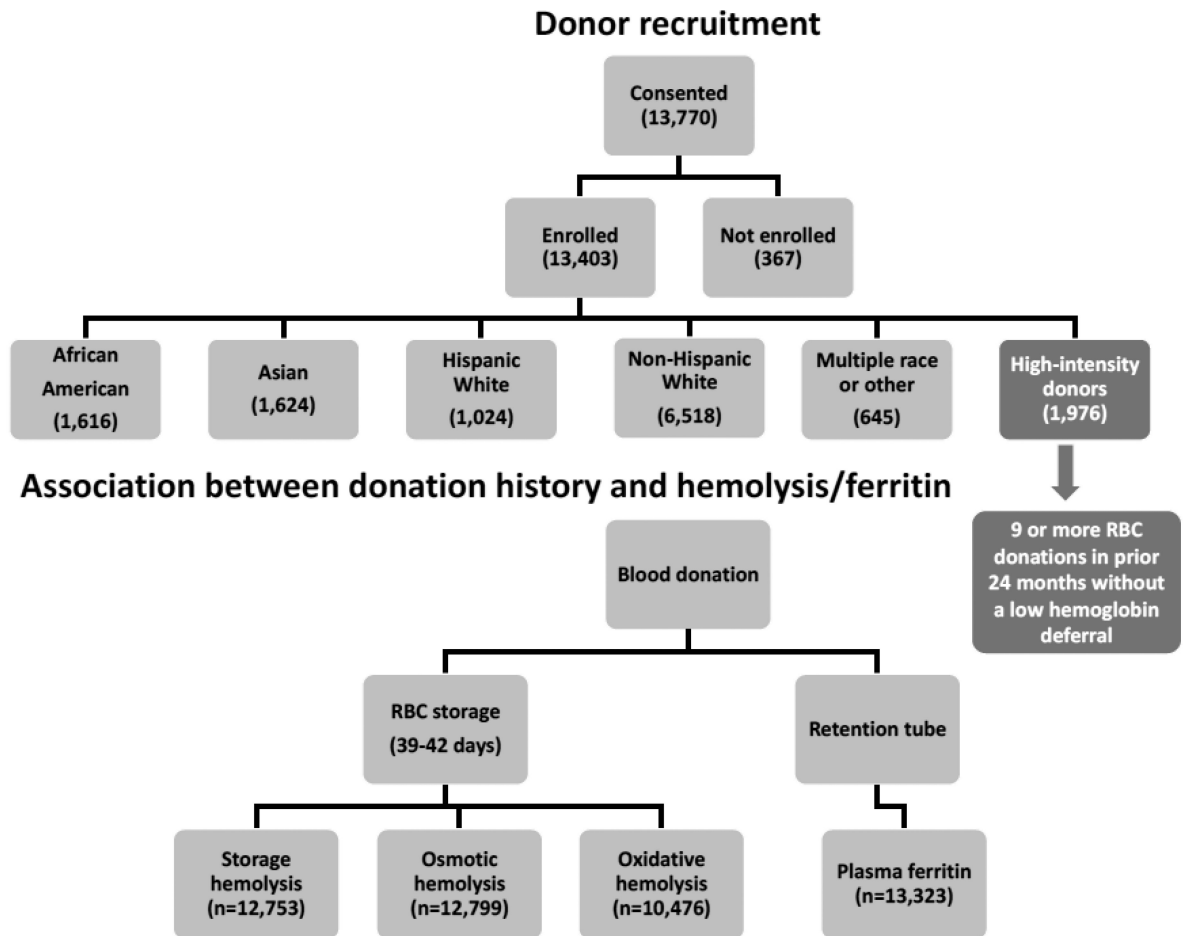 Donor recruitment
Consented
(13,770)
Enrolled
(13,403)
Not enrolled
(367)
African
American
(1,616)
Asian
(1,624)
Hispanic
White
(1,024)
Non-Hispanic
White
(6,518)
Multiple race
or other
(645)
High-intensity
donors
(1,976)
9 or more RBC
donations in prior
24 months without
a low hemoglobin
deferral
Association between donation history and hemolysis/ferritin
Blood donation
RBC storage
(39-42 days)
Retention tube
Storage
hemolysis
(n=12,753)
Osmotic
hemolysis
(n=12,799)
Oxidative
hemolysis
(n=10,476)
Plasma ferritin
(n=13,323)